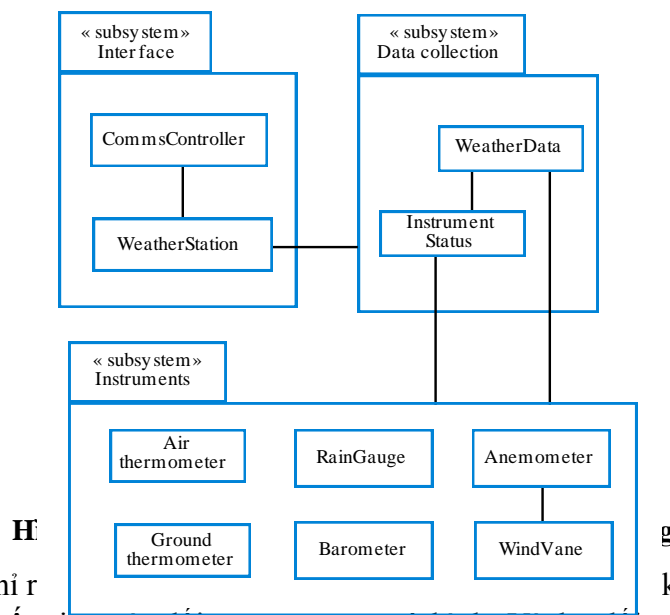 « subsystem»
Interface
« subsystem»
Data collection
CommsController
WeatherData
WeatherStation
Instrument
Status
« subsystem»
Instruments
Air
thermometer
RainGauge
Anemometer
Ground
thermometer
Barometer
WindVane